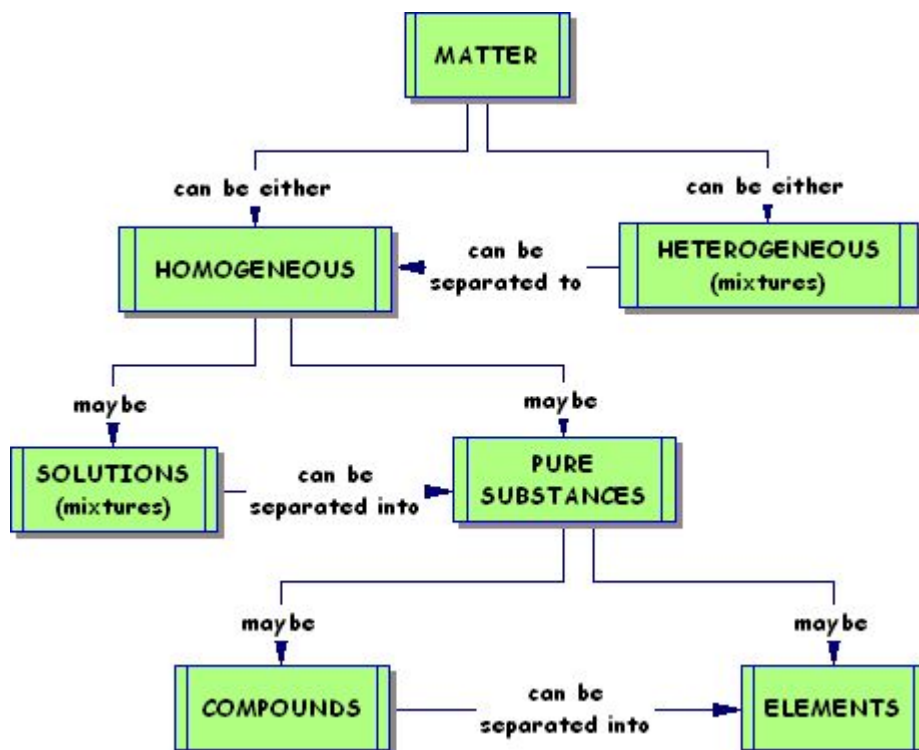 MATTER
can be either
can be either
HOMOGENEOUS
can be
separated to
HETEROGENEOUS
(mixtures)
maybe
maybe
SOLUTIONS
(mixtures)
can be
separated into
PURE
SUBSTANCES
maybe
maybe
COMPOUNDS
can be
separated into
ELEMENTS